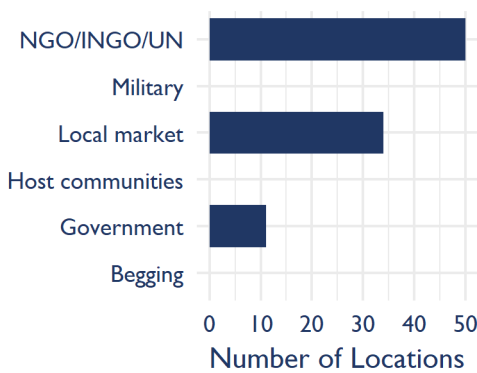 NGO/INGO/UN
Military
Local market
Host communities
Government
Begging
0 10 20 30 40 50
Number of Locations